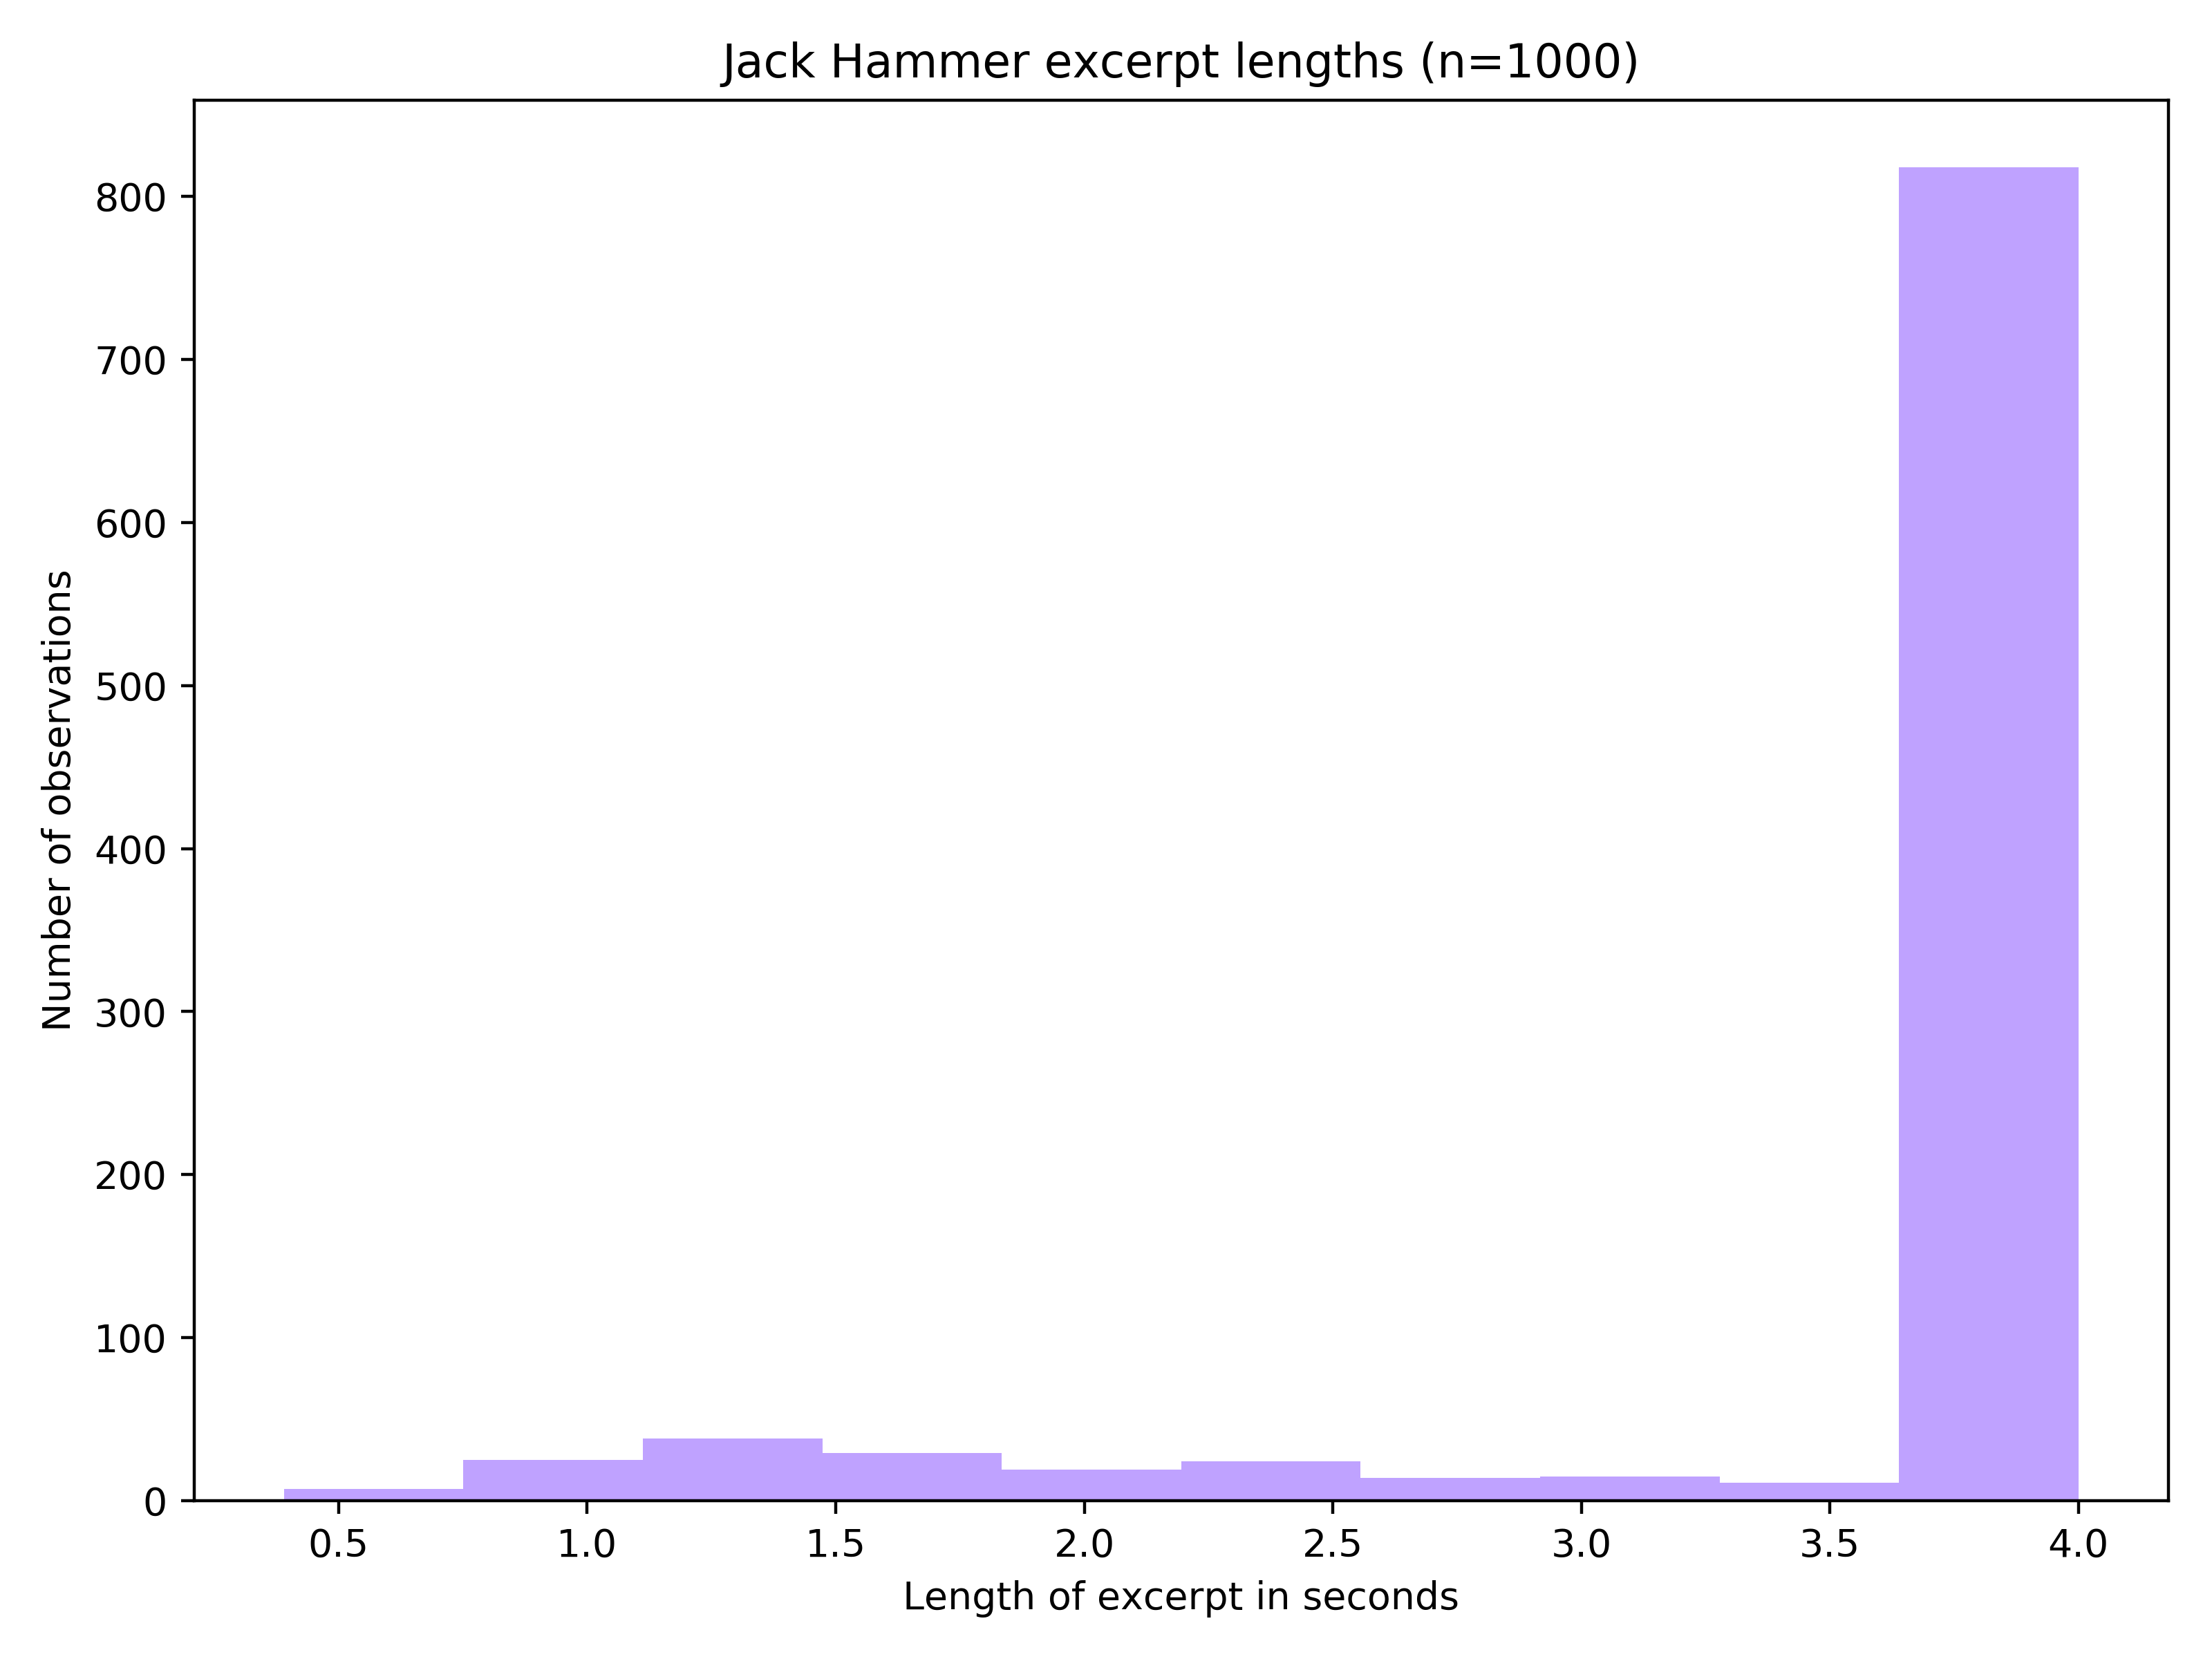 Jack Hammer excerpt lengths (n=1000)
Number of observations
800
700
600
500
400
300
200
100
0
0.5 1.0 1.5 2.0 2.5 3.0 3.5 4.0
Length of excerpt in seconds